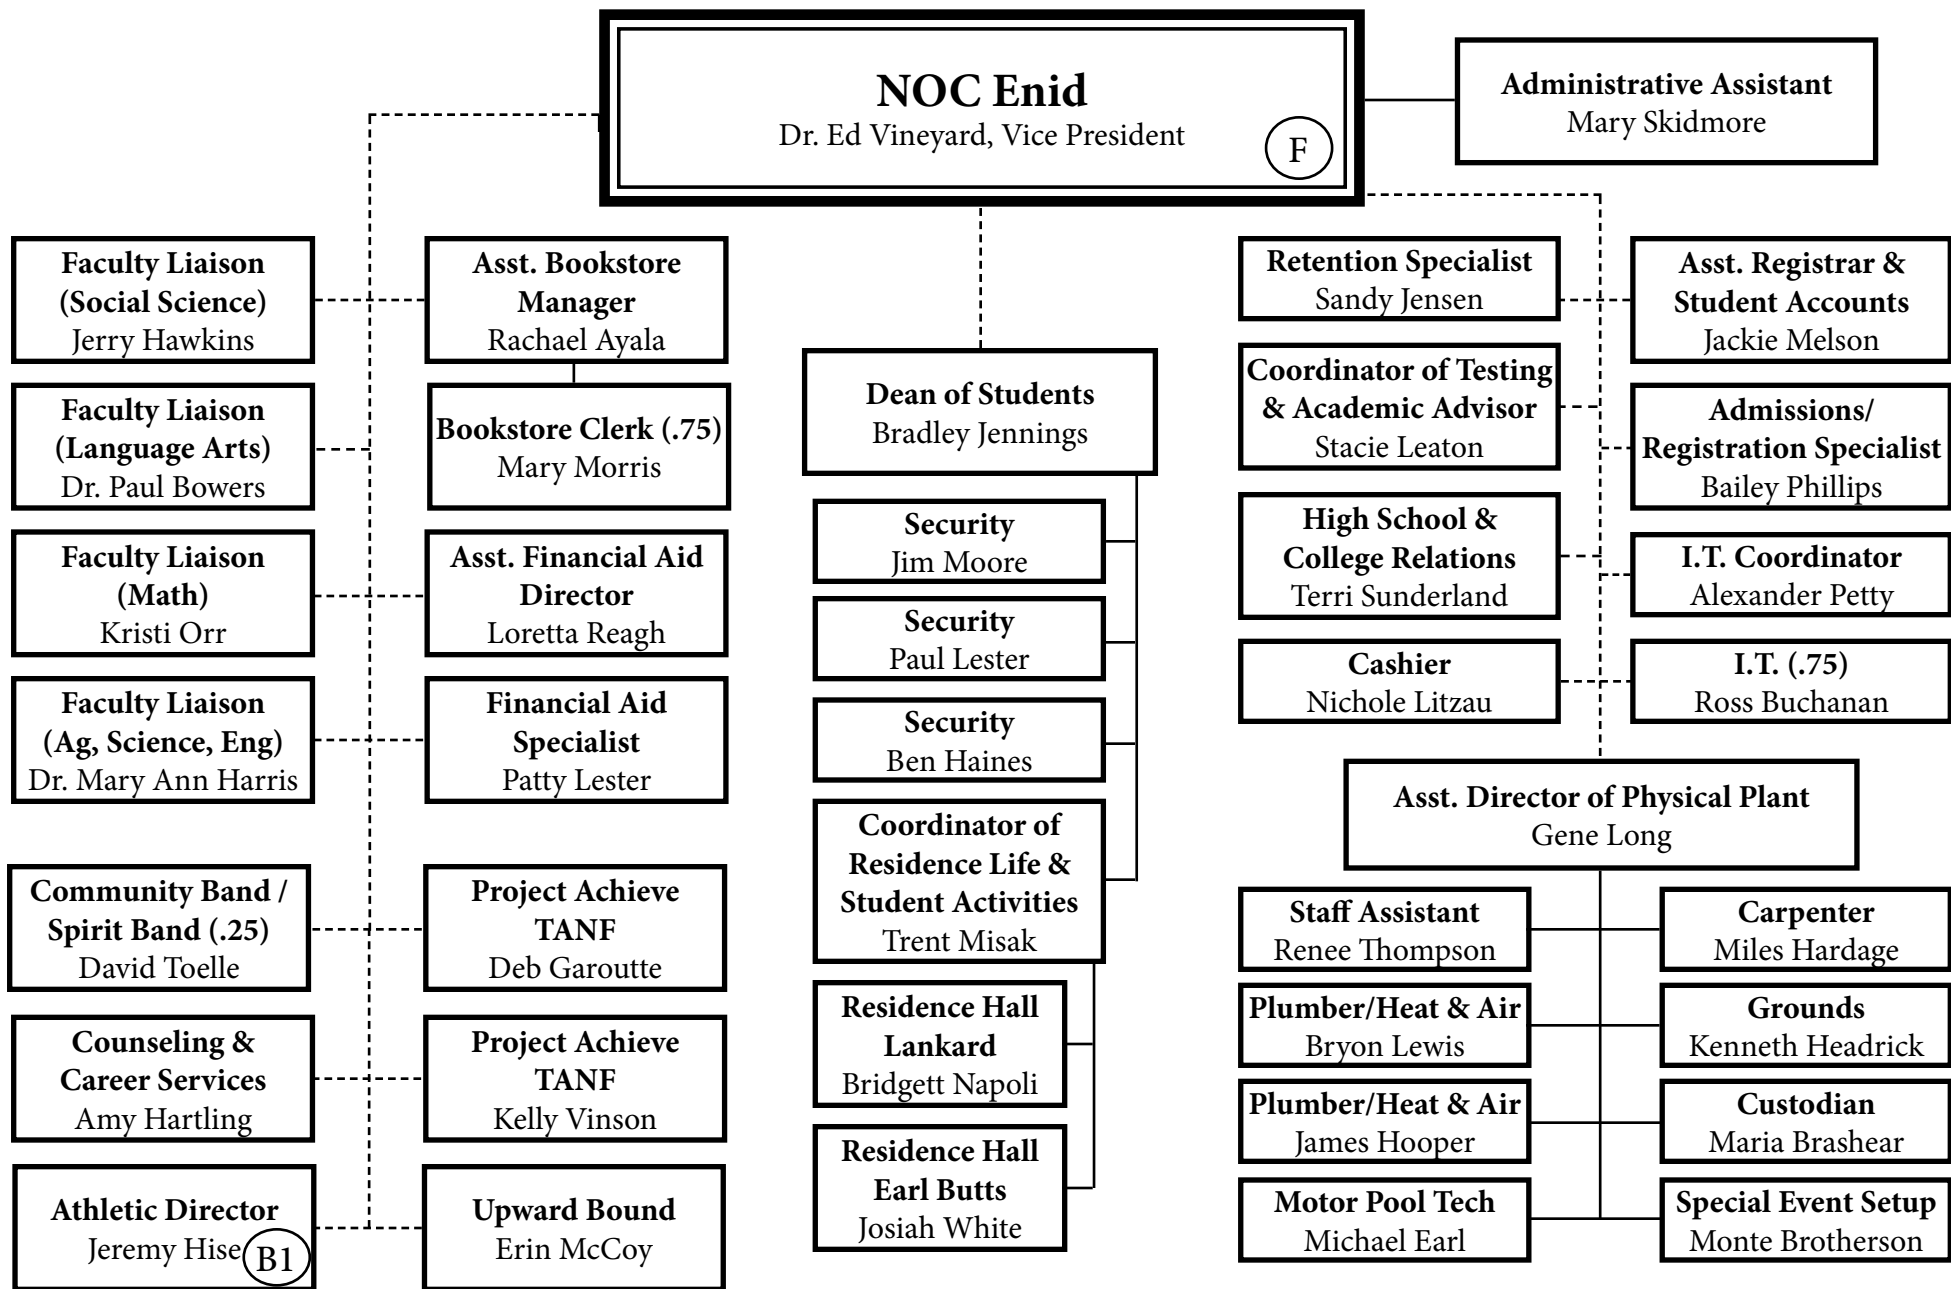 NOC Enid
Dr. Ed Vineyard, Vice President
F
Administrative Assistant
Mary Skidmore
Faculty Liaison
(Social Science)
Jerry Hawkins
Asst. Bookstore
Manager
Rachael Ayala
Faculty Liaison
(Language Arts)
Dr. Paul Bowers
Bookstore Clerk (.75)
Mary Morris
Faculty Liaison
(Math)
Kristi Orr
Asst. Financial Aid
Director
Loretta Reagh
Faculty Liaison
(Ag, Science, Eng)
Dr. Mary Ann Harris
Financial Aid
Specialist
Patty Lester
Community Band /
Spirit Band (.25)
David Toelle
Project Achieve
TANF
Deb Garoutte
Counseling &
Career Services
Amy Hartling
Project Achieve
TANF
Kelly Vinson
Athletic Director
Jeremy Hise
B1
Upward Bound
Erin McCoy
Dean of Students
Bradley Jennings
Security
Jim Moore
Security
Paul Lester
Security
Ben Haines
Coordinator of
Residence Life &
Student Activities
Trent Misak
Residence Hall
Lankard
Bridgett Napoli
Residence Hall
Earl Butts
Josiah White
Retention Specialist
Sandy Jensen
Asst. Registrar &
Student Accounts
Jackie Melson
Coordinator of Testing
& Academic Advisor
Stacie Leaton
Admissions/
Registration Specialist
Bailey Phillips
High School &
College Relations
Terri Sunderland
I.T. Coordinator
Alexander Petty
Cashier
Nichole Litzau
I.T. (.75)
Ross Buchanan
Asst. Director of Physical Plant
Gene Long
Staff Assistant
Renee Thompson
Carpenter
Miles Hardage
Plumber/Heat & Air
Bryon Lewis
Grounds
Kenneth Headrick
Plumber/Heat & Air
James Hooper
Custodian
Maria Brashear
Motor Pool Tech
Michael Earl
Special Event Setup
Monte Brotherson